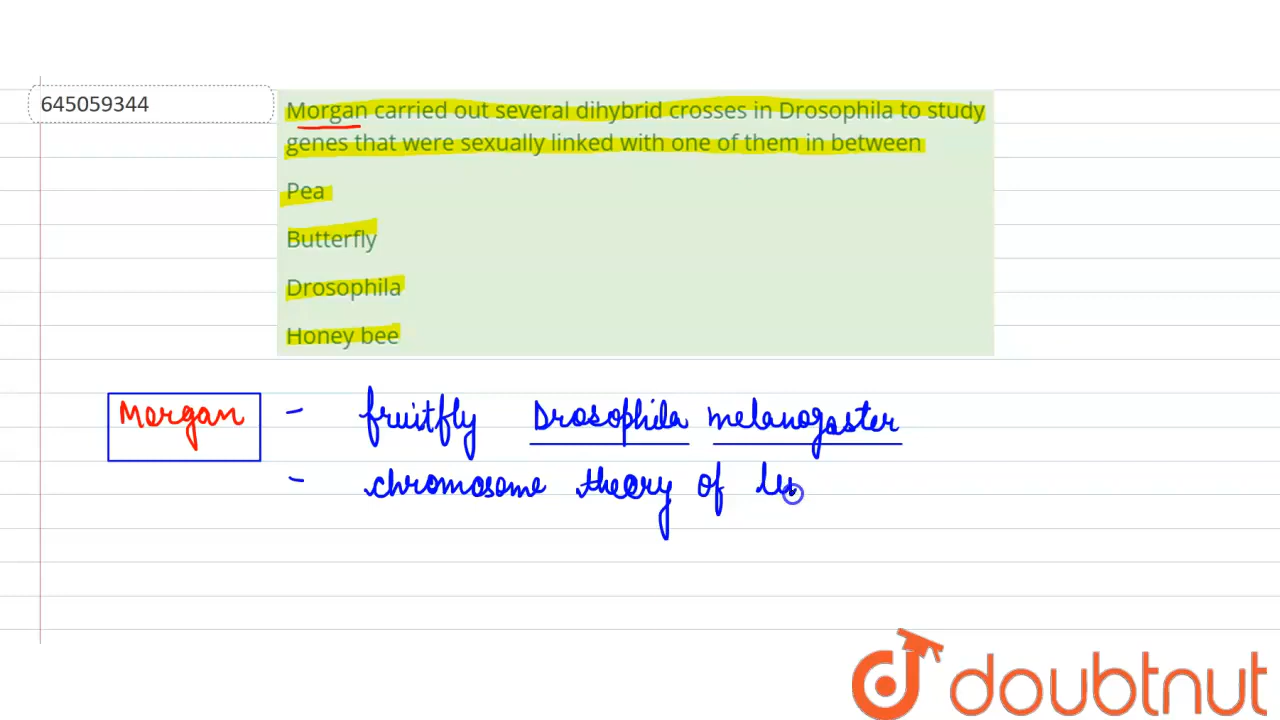 645059344
Morgan carried out several dihybrid crosses in Drosophila to study
genes that were sexually linked with one of them in between
Pea
Butterfly
Drosophila
Honey bee
Morgan - fruitfly Drosophila melanogaster
- chromosome theory of
doubtnut